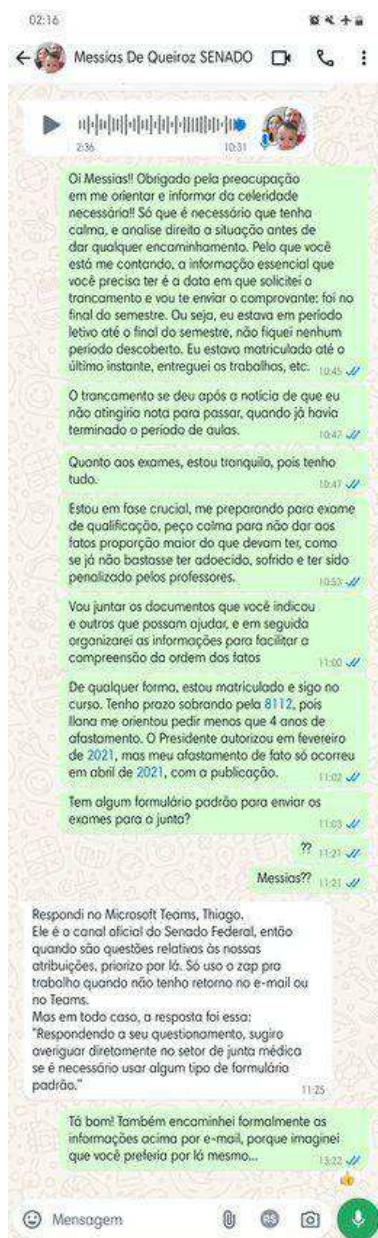 02:16
Messias De Queiroz SENADO
2:36
10:31
Oi Messias!! Obrigado pela preocupação
em me orientar e informar da celeridade
necessária!! Só que é necessário que tenha
calma, e analise direito a situação antes de
dar qualquer encaminhamento. Pelo que você
está me contando, a informação essencial que
você precisa ter é a data em que solicitei o
trancamento e vou te enviar o comprovante: foi no
final do semestre. Ou seja, eu estava em período
letivo até o final do semestre, não fiquei nenhum
período descoberto. Eu estava matriculado até o
último instante, entreguei os trabalhos, etc.
10:45
O trancamento se deu após a notícia de que eu
não atingiria nota para passar, quando já havia
terminado o período de aulas.
10:47
Quanto aos exames, estou tranquilo, pois tenho
tudo.
10:47
Estou em fase crucial, me preparando para exame
de qualificação, peço calma para não dar aos
fatos proporção maior do que devam ter, como
se já não bastasse ter adoecido, sofrido e ter sido
penalizado pelos professores.
10:53
Vou juntar os documentos que você indicou
e outros que possam ajudar, e em seguida
organizarei as informações para facilitar a
compreensão da ordem dos fatos
11:00
De qualquer forma, estou matriculado e sigo no
curso. Tenho prazo sobrando pela 8112, pois
Ilana me orientou pedir menos que 4 anos de
afastamento. O Presidente autorizou em fevereiro
de 2021, mas meu afastamento de fato só ocorreu
em abril de 2021, com a publicação.
11:02
Tem algum formulário padrão para enviar os
exames para a junta?
11:03
??
11:21
Messias??
11:21
Respondi no Microsoft Teams, Thiago.
Ele é o canal oficial do Senado Federal, então
quando são questões relativas às nossas
atribuições, priorizo por lá. Só uso o zap pra
trabalho quando não tenho retorno no e-mail ou
no Teams.
Mas em todo caso, a resposta foi essa:
"Respondendo a seu questionamento, sugiro
averiguar diretamente no setor de junta médica
se é necessário usar algum tipo de formulário
padrão."
11:25
Tá bom! Também encaminhei formalmente as
informações acima por e-mail, porque imaginei
que você preferia por lá mesmo...
13:22
Mensagem
R$